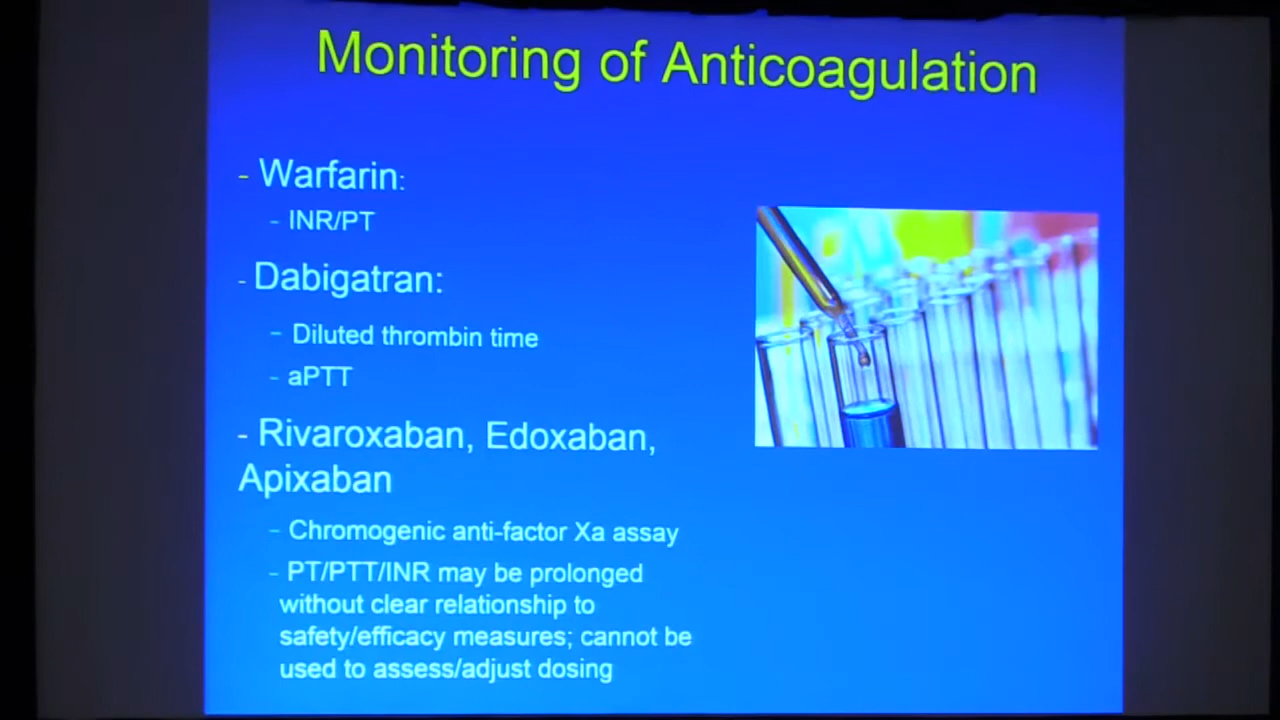 Monitoring of Anticoagulation
- Warfarin:
- INR/PT
- Dabigatran:
- Diluted thrombin time
- aPTT
- Rivaroxaban, Edoxaban,
Apixaban
- Chromogenic anti-factor Xa assay
- PT/PTT/INR may be prolonged
without clear relationship to
safety/efficacy measures; cannot be
used to assess/adjust dosing